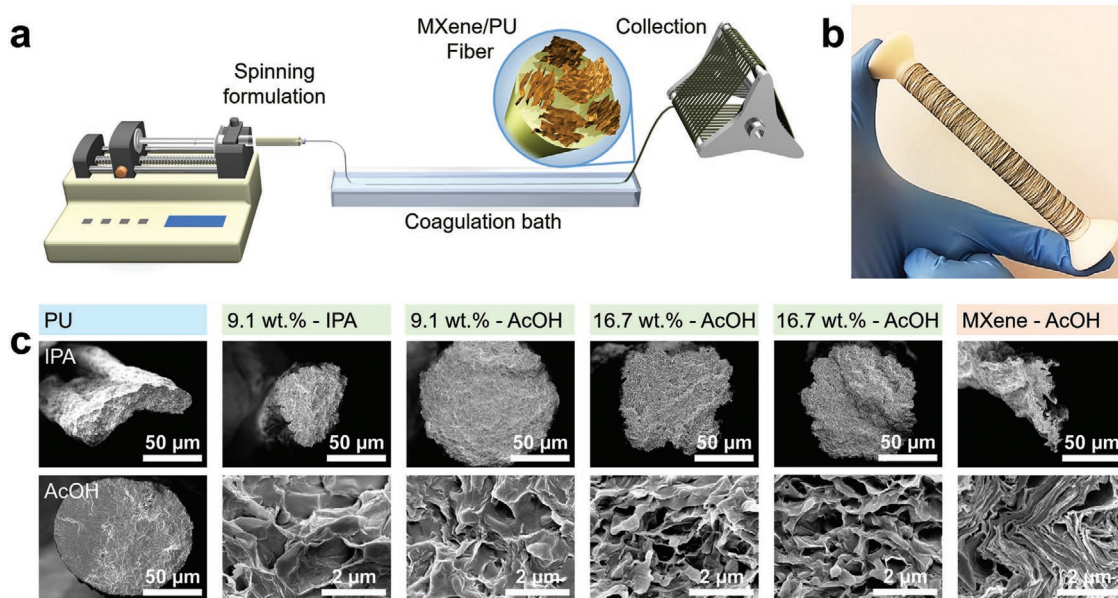 a
Spinning
formulation
MXene/PU
Fiber
Collection
Coagulation bath
b
c
PU
9.1 wt.% - IPA
9.1 wt.% - AcOH
16.7 wt.% - AcOH
16.7 wt.% - AcOH
MXene - AcOH
IPA
50 µm
50 µm
50 µm
50 µm
50 µm
50 µm
AcOH
50 µm
2 µm
2 µm
2 µm
2 µm
2 µm